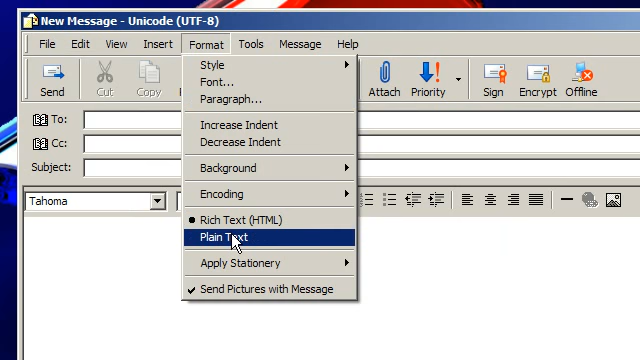 New Message - Unicode (UTF-8)
File Edit View Insert Format Tools Message Help
Send Cut Copy Attach Priority Sign Encrypt Offline
To:
Cc:
Subject:
Tahoma
Style
Font...
Paragraph...
Increase Indent
Decrease Indent
Background
Encoding
Rich Text (HTML)
Plain Text
Apply Stationery
Send Pictures with Message